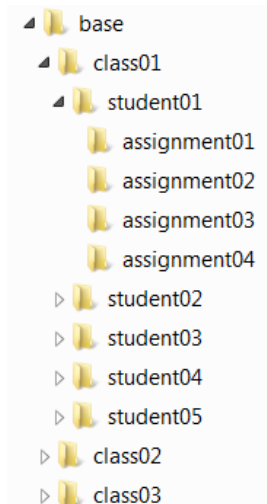 base
class01
student01
assignment01
assignment02
assignment03
assignment04
student02
student03
student04
student05
class02
class03